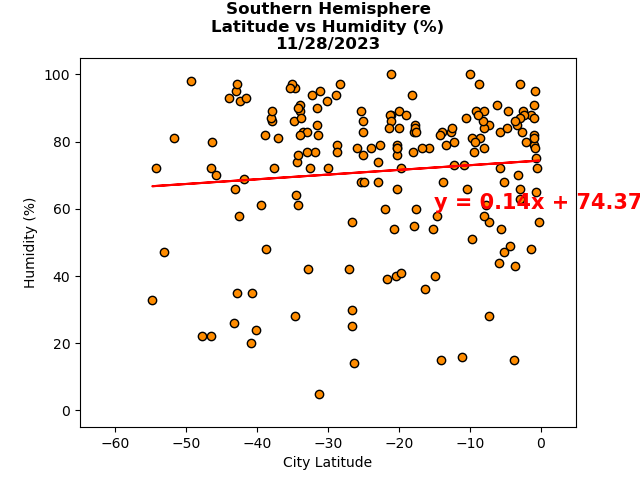 Southern Hemisphere
Latitude vs Humidity (%)
11/28/2023
100
80
60
40
20
0
Humidity (%)
y = 0.14x + 74.37
−60
−50
−40
−30
−20
−10
0
City Latitude